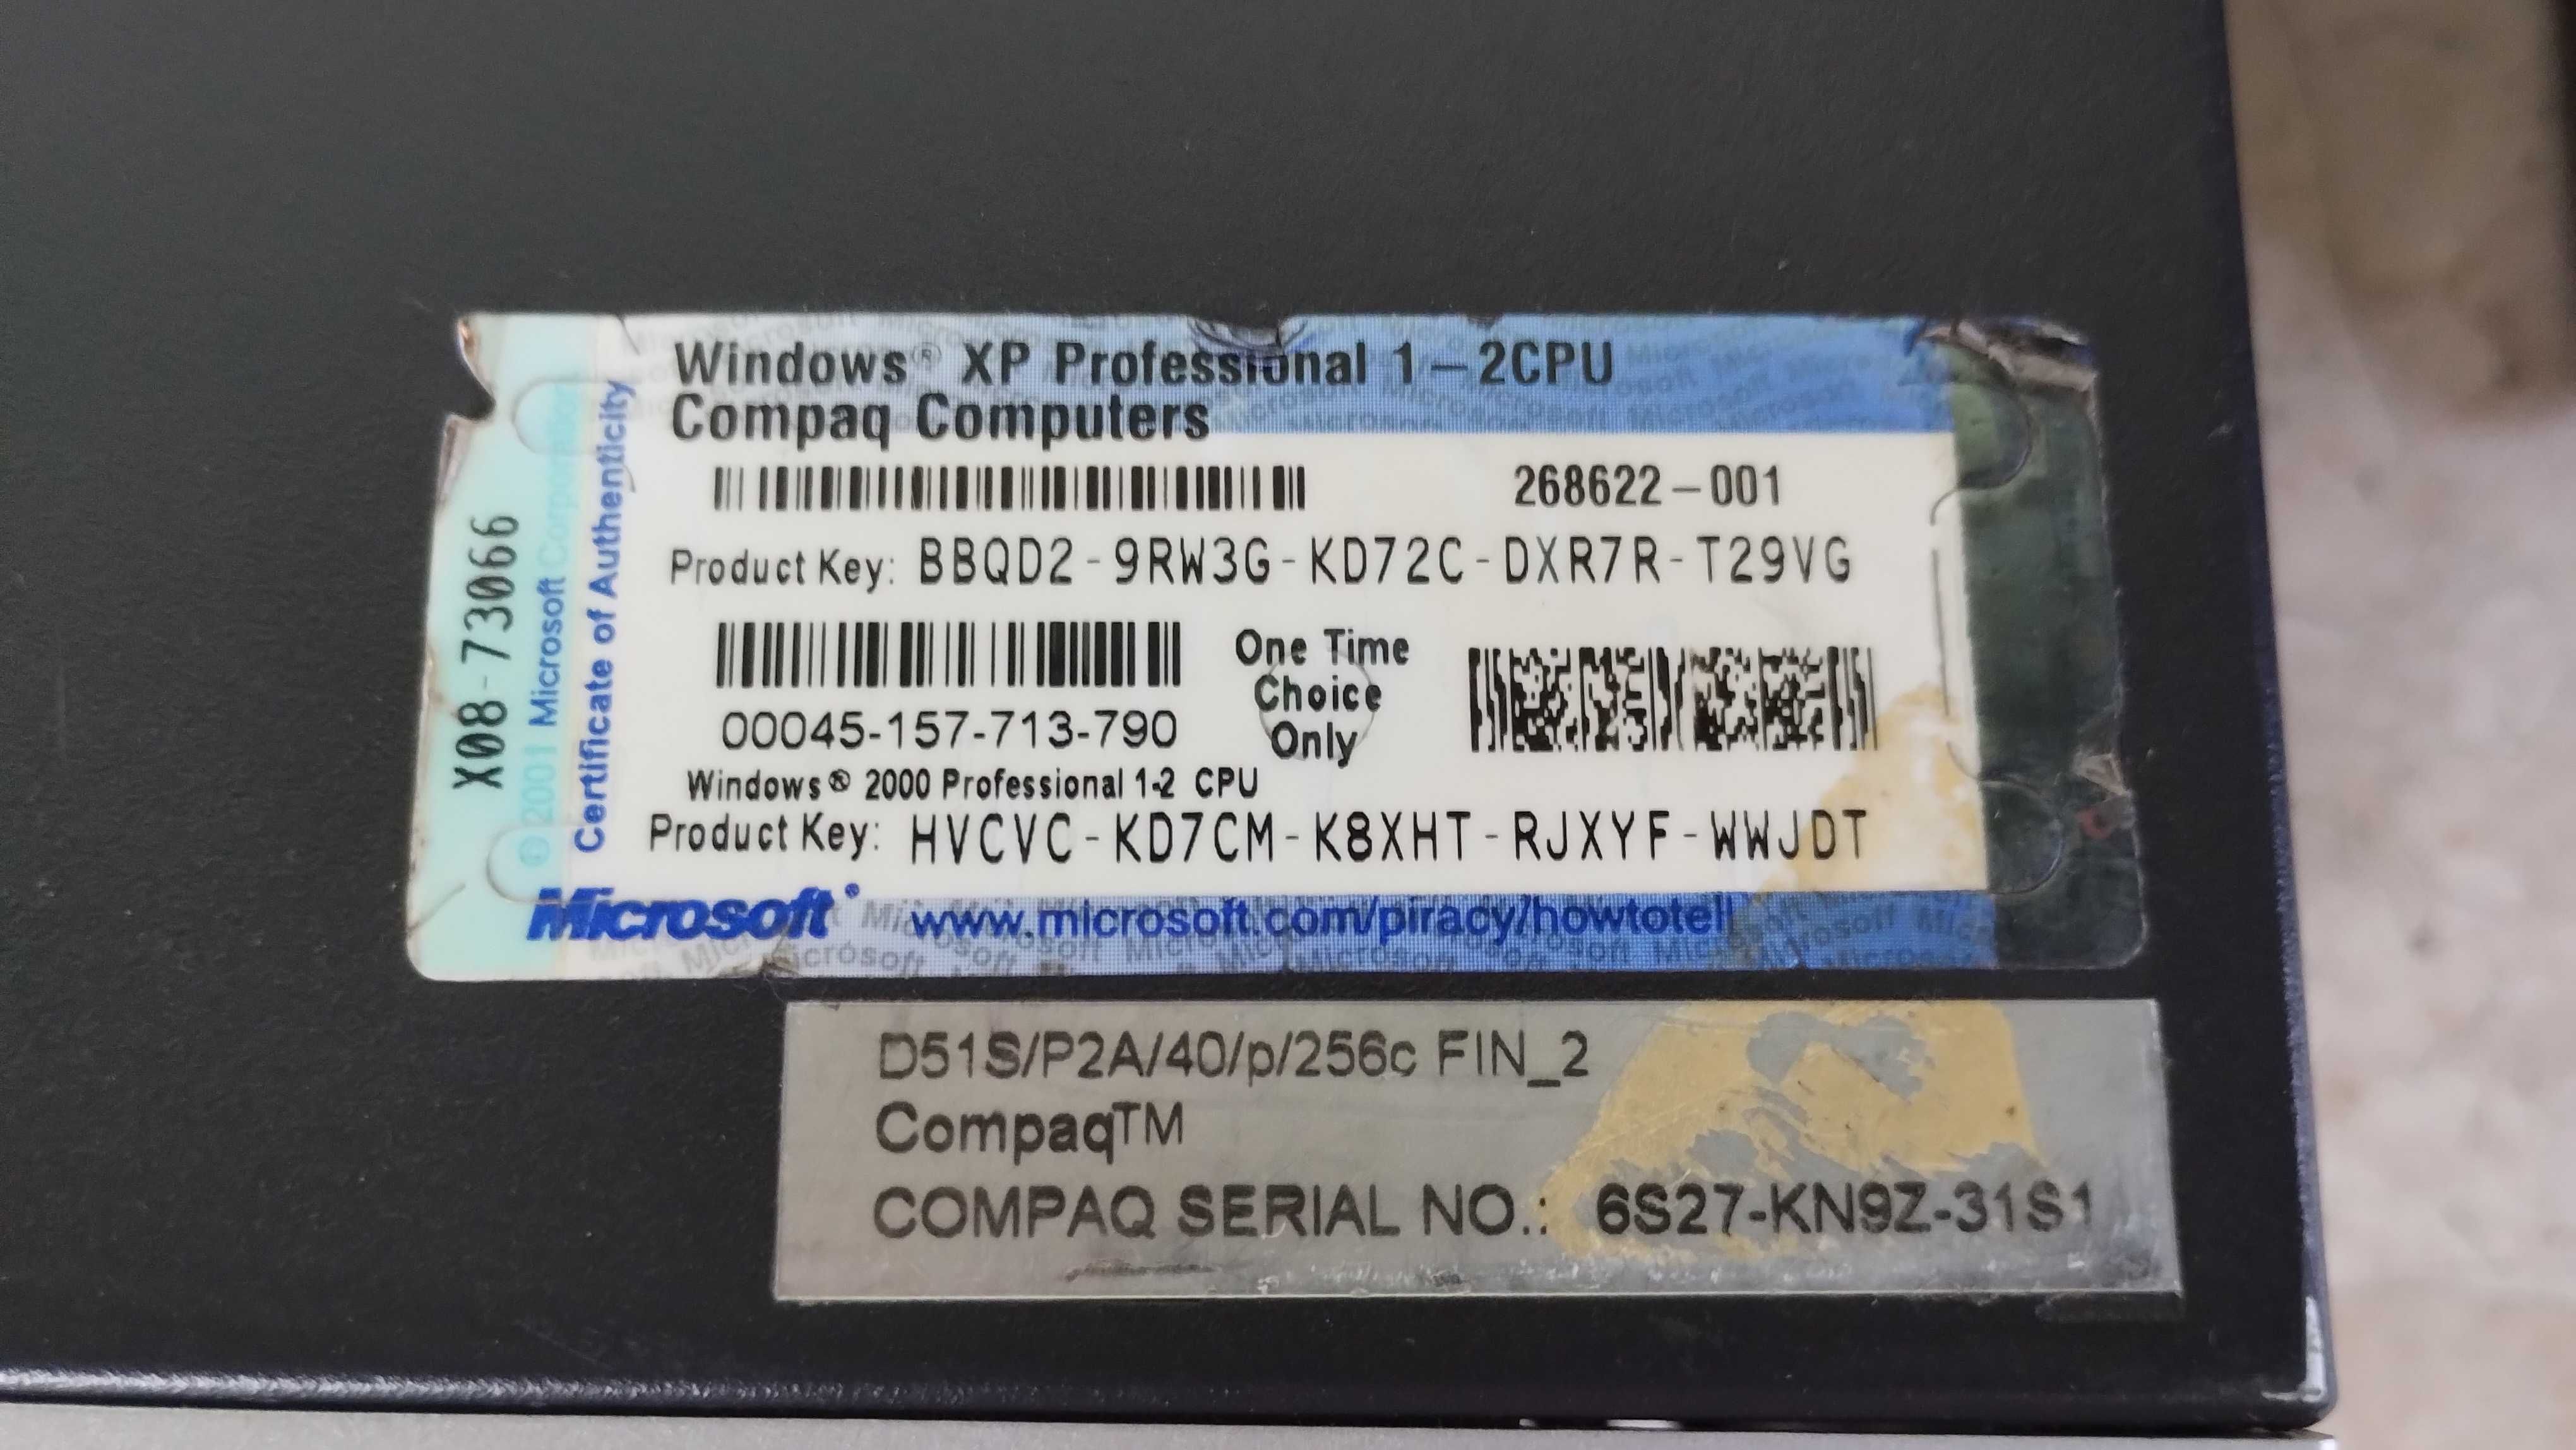 Windows® XP Professional 1-2CPU
Compaq Computers
268622-001
Product Key: BBQD2-9RW3G-KD72C-DXR7R-T29VG
00045-157-713-790
One Time
Choice
Only
Windows® 2000 Professional 1-2 CPU
Product Key: HVCVC-KD7CM-K8XHT-RJXYF-WWJDT
Microsoft®
www.microsoft.com/piracy/howtotell
X08-73066
© 2001 Microsoft Corporation
Certificate of Authenticity
D51S/P2A/40/p/256c FIN_2
Compaq™
COMPAQ SERIAL NO.: 6S27-KN9Z-31S1